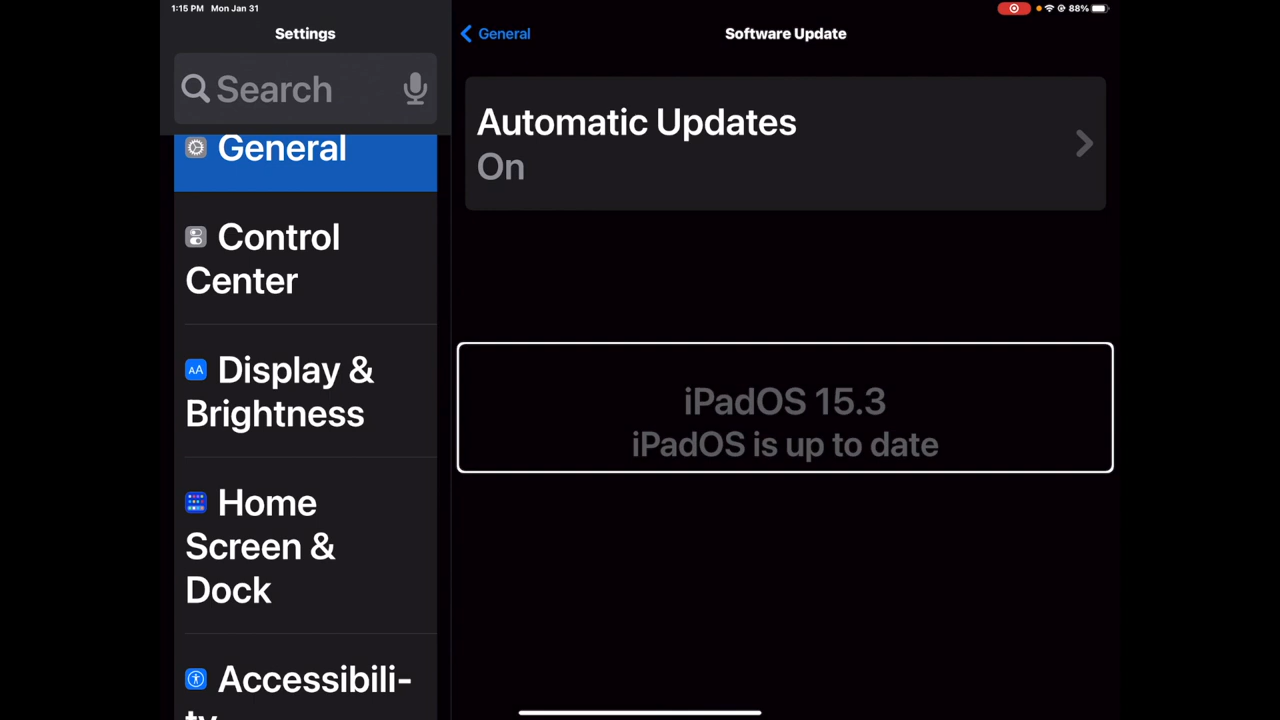 1:15 PM Mon Jan 31
88%
Settings
General
Software Update
Search
General
Control
Center
Display &
Brightness
Home
Screen &
Dock
Accessibili-
ty
Automatic Updates
On
iPadOS 15.3
iPadOS is up to date